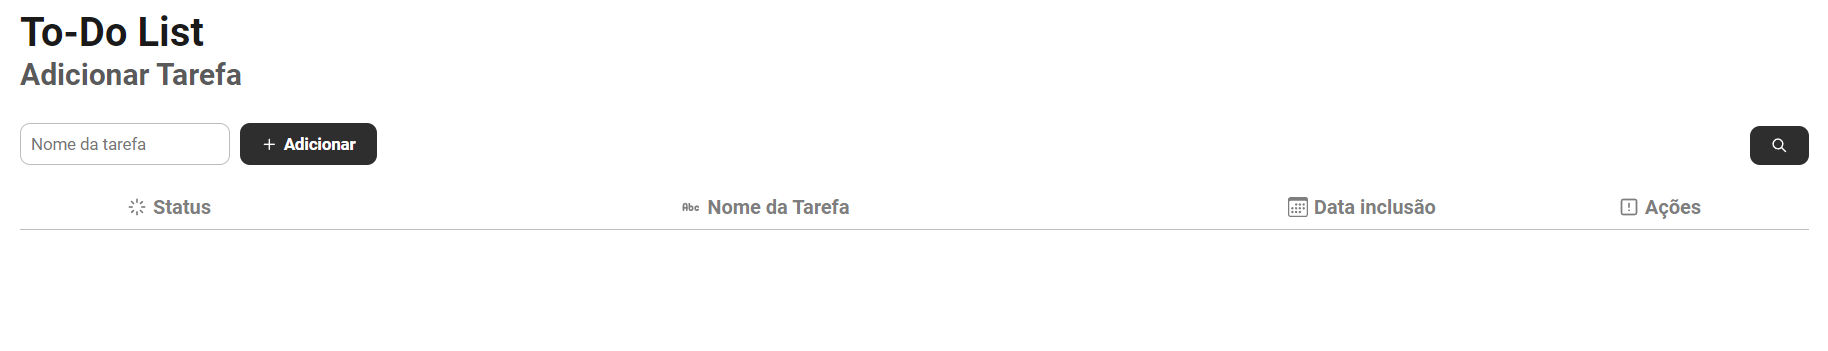 To-Do List
Adicionar Tarefa
Nome da tarefa + Adicionar
Status Abc Nome da Tarefa Data inclusão Ações